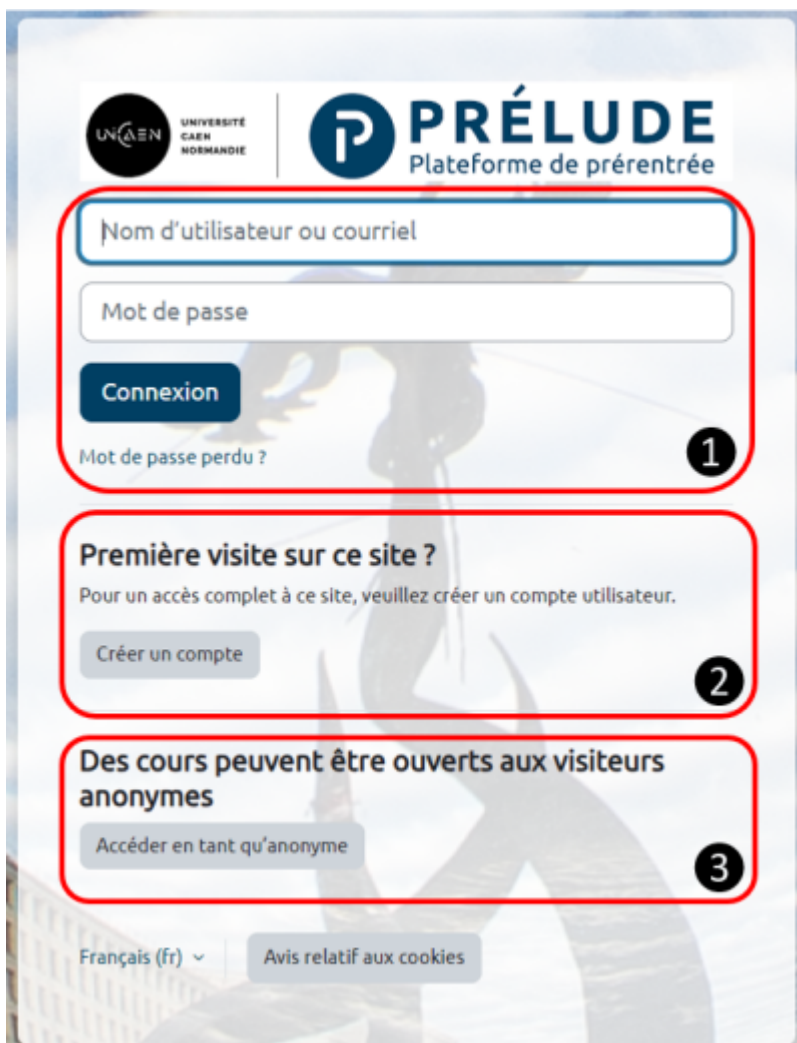 UNICAEN
UNIVERSITÉ
CAEN
NORMANDIE
PRÉLUDE
Plateforme de prérentrée
Nom d'utilisateur ou courriel
Mot de passe
Connexion
Mot de passe perdu ?
1
Première visite sur ce site ?
Pour un accès complet à ce site, veuillez créer un compte utilisateur.
Créer un compte
2
Des cours peuvent être ouverts aux visiteurs
anonymes
Accéder en tant qu'anonyme
3
Français (fr)
Avis relatif aux cookies